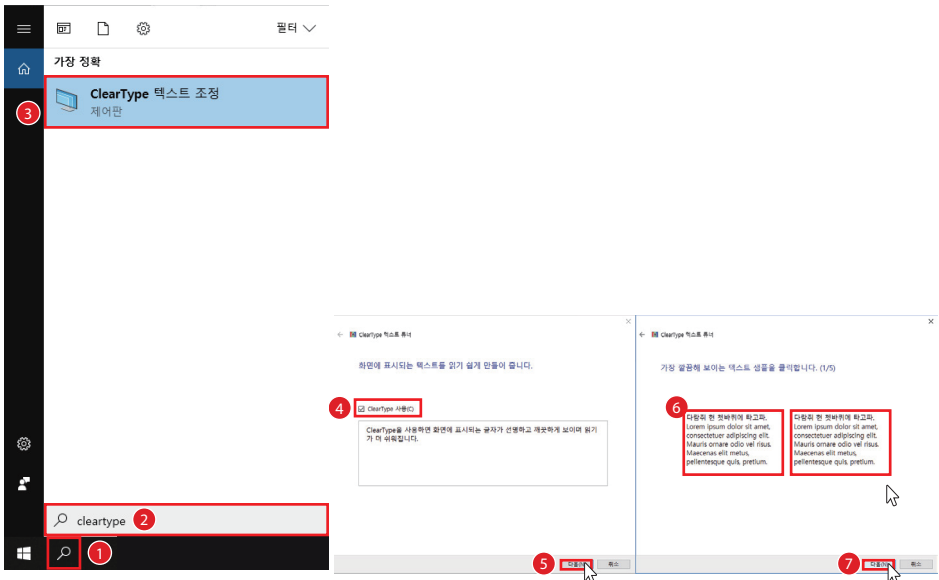 필터
가장 정확
ClearType 텍스트 조정
제어판
3
cleartype
2
1
ClearType 텍스트 튜너
화면에 표시되는 텍스트를 읽기 쉽게 만들어 줍니다.
4
ClearType 사용(C)
ClearType을 사용하면 화면에 표시되는 글자가 선명하고 깨끗하게 보이며 읽기
가 더 쉬워집니다.
5
취소
ClearType 텍스트 튜너
가장 깔끔해 보이는 텍스트 샘플을 클릭합니다. (1/5)
6
다람쥐 헌 쳇바퀴에 타고파.
Lorem ipsum dolor sit amet,
consectetuer adipiscing elit.
Mauris ornare odio vel risus.
Maecenas elit metus,
pellentesque quis, pretium.
다람쥐 헌 쳇바퀴에 타고파.
Lorem ipsum dolor sit amet,
consectetuer adipiscing elit.
Mauris ornare odio vel risus.
Maecenas elit metus,
pellentesque quis, pretium.
7
취소